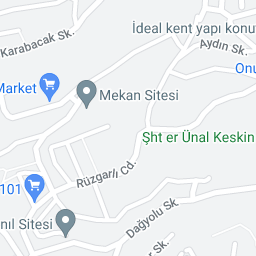 İdeal kent yapı konu
Karabacak Sk.
Aydın Sk.
Onu
Market
Mekan Sitesi
Şht er Ünal Keskin
101
Rüzgarlı Cd.
nıl Sitesi
Dağyolu Sk
r Sk.